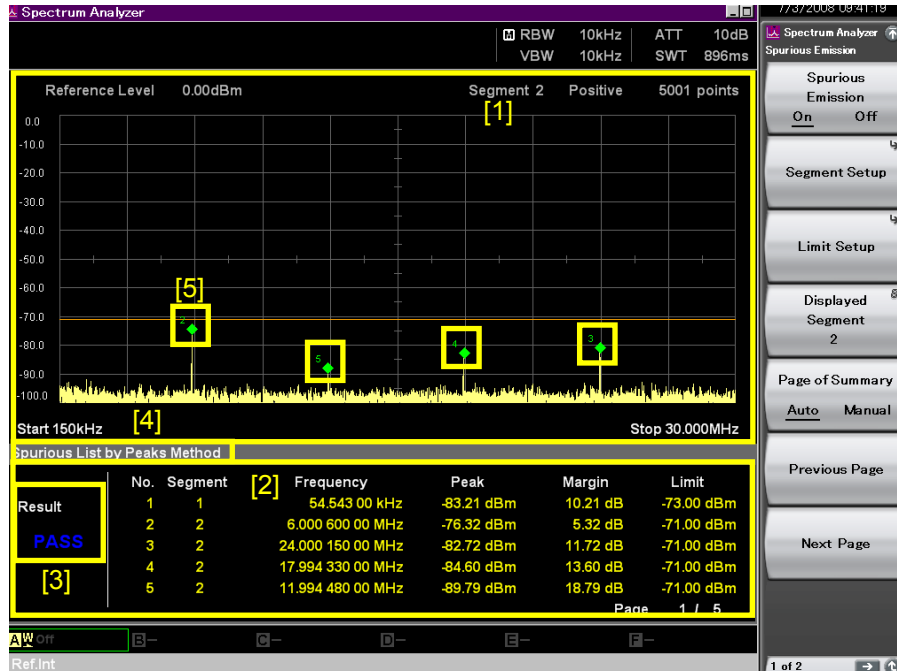 Spectrum Analyzer
RBW 10kHz ATT 10dB
VBW 10kHz SWT 896ms
Reference Level 0.00dBm Segment 2 Positive 5001 points
[1]
0.0
-10.0
-20.0
-30.0
-40.0
-50.0
-60.0
-70.0
-80.0
-90.0
-100.0
[5]
2
5
4
3
[4]
Start 150kHz Stop 30.000MHz
Spurious List by Peaks Method
Result
PASS
[3]
[2]
No. Segment Frequency Peak Margin Limit
1 1 54.543 00 kHz -83.21 dBm 10.21 dB -73.00 dBm
2 2 6.000 600 00 MHz -76.32 dBm 5.32 dB -71.00 dBm
3 2 24.000 150 00 MHz -82.72 dBm 11.72 dB -71.00 dBm
4 2 17.994 330 00 MHz -84.60 dBm 13.60 dB -71.00 dBm
5 2 11.994 480 00 MHz -89.79 dBm 18.79 dB -71.00 dBm
Page 1 / 5
A W Off B- C- D- E- F-
Ref.Int
7/3/2008 09:41:19
Spectrum Analyzer
Spurious Emission
Spurious
Emission
On Off
Segment Setup
Limit Setup
Displayed
Segment
2
Page of Summary
Auto Manual
Previous Page
Next Page
1 of 2